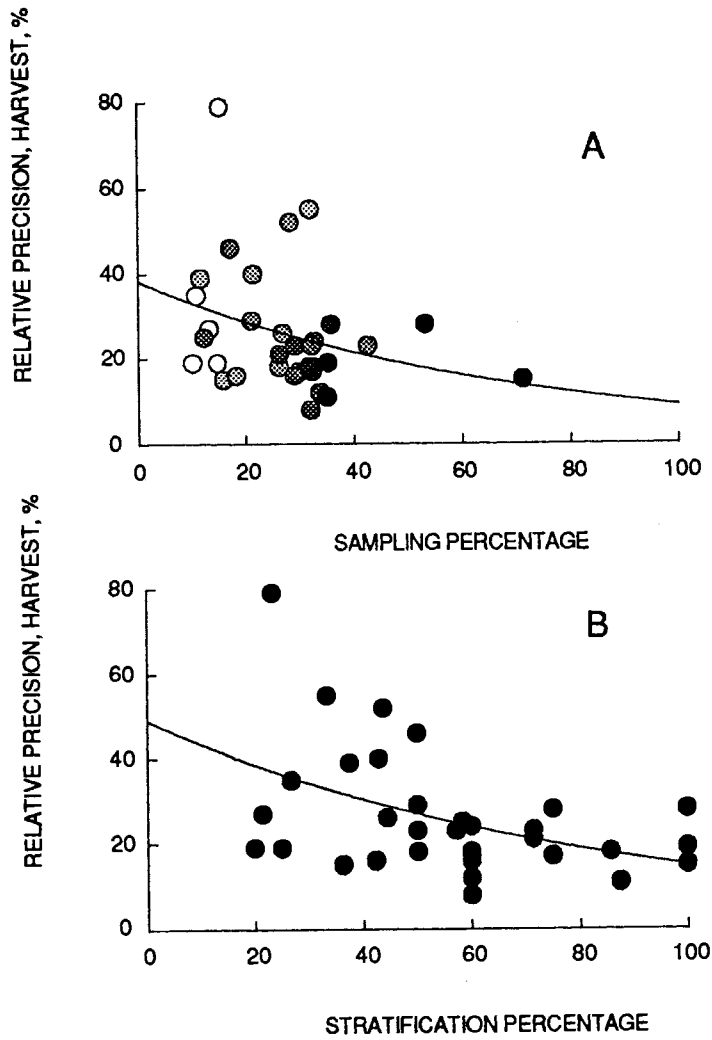 RELATIVE PRECISION, HARVEST, %
80
60
40
20
0
A
0 20 40 60 80 100
SAMPLING PERCENTAGE
RELATIVE PRECISION, HARVEST, %
80
60
40
20
0
B
0 20 40 60 80 100
STRATIFICATION PERCENTAGE